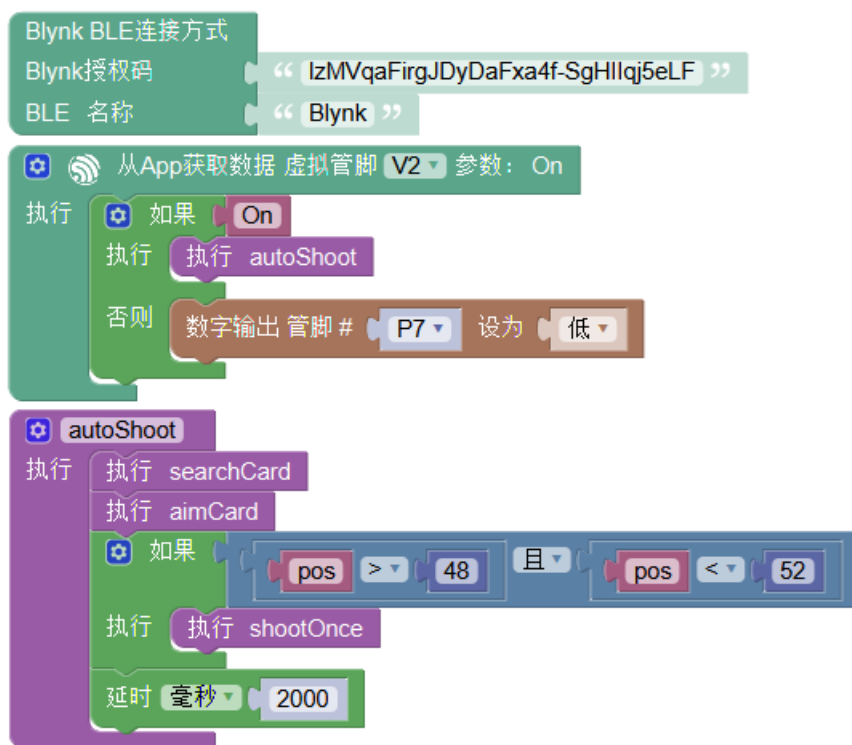 Blynk BLE连接方式
Blynk授权码 “ IzMVqaFirgJDyDaFxa4f-SgHIIqj5eLF ”
BLE 名称 “ Blynk ”
从App获取数据 虚拟管脚 V2 参数： On
执行 如果 On
执行 执行 autoShoot
否则 数字输出 管脚 # P7 设为 低
autoShoot
执行 执行 searchCard
执行 aimCard
如果 pos > 48 且 pos < 52
执行 执行 shootOnce
延时 毫秒 2000